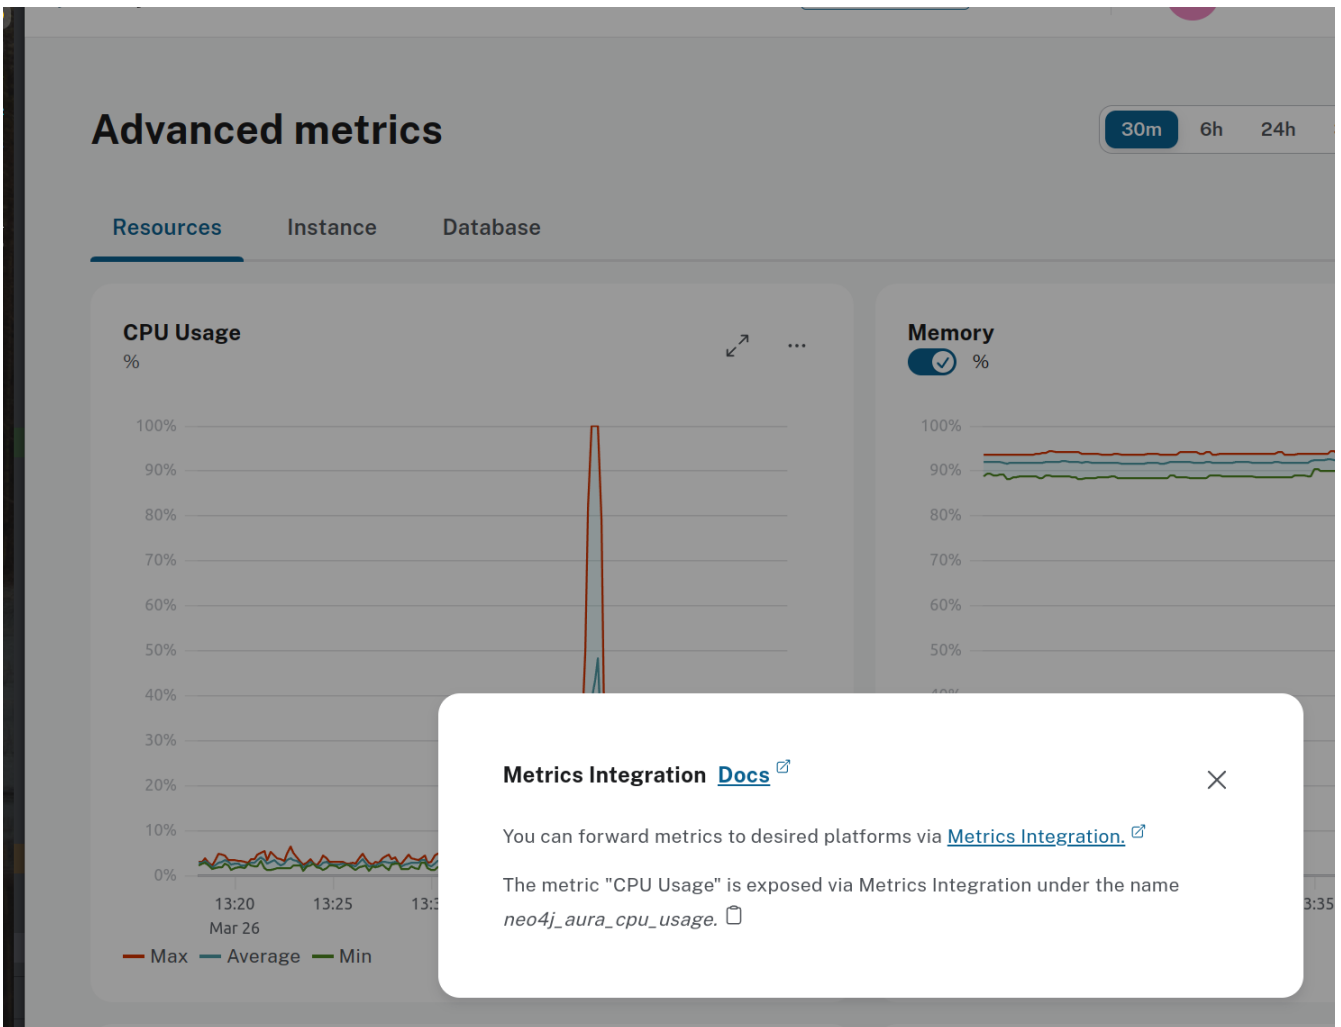 Advanced metrics
30m 6h 24h
Resources Instance Database
CPU Usage
%
100%
90%
80%
70%
60%
50%
40%
30%
20%
10%
0%
13:20 13:25
Mar 26
Max Average Min
Memory
%
100%
90%
80%
70%
60%
50%
40%
3:35
Metrics Integration Docs
You can forward metrics to desired platforms via Metrics Integration.
The metric "CPU Usage" is exposed via Metrics Integration under the name
neo4j_aura_cpu_usage.